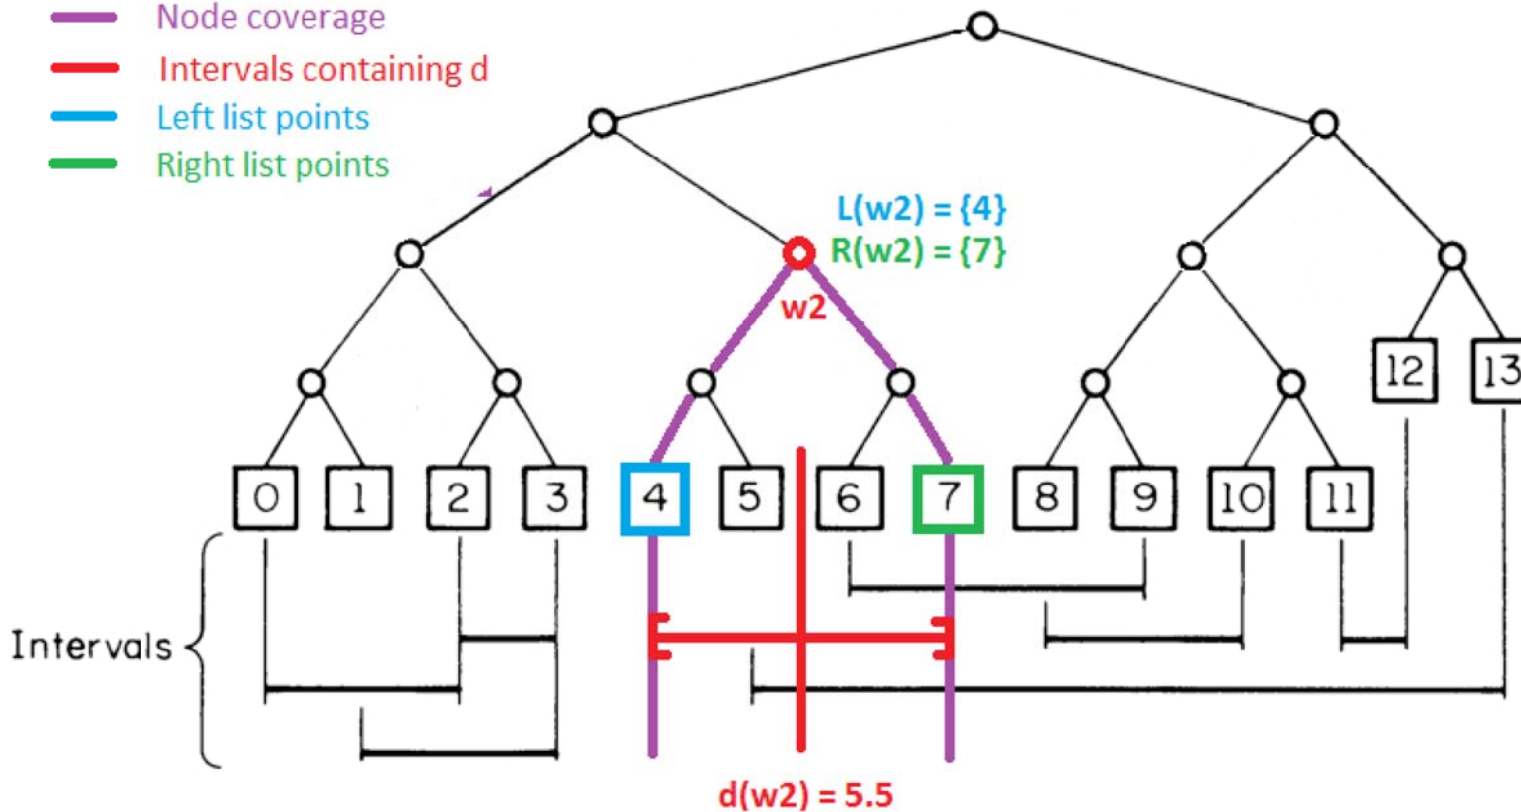 Node coverage
Intervals containing d
Left list points
Right list points
L(w2) = {4}
R(w2) = {7}
w2
12 13
0 1 2 3 4 5 6 7 8 9 10 11
Intervals
d(w2) = 5.5